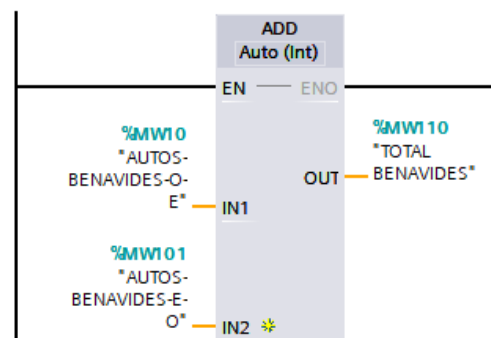 ADD
Auto (Int)
EN ENO
%MW10
"AUTOS-
BENAVIDES-O-
E"
IN1
%MW110
"TOTAL
BENAVIDES"
OUT
%MW101
"AUTOS-
BENAVIDES-E-
O"
IN2